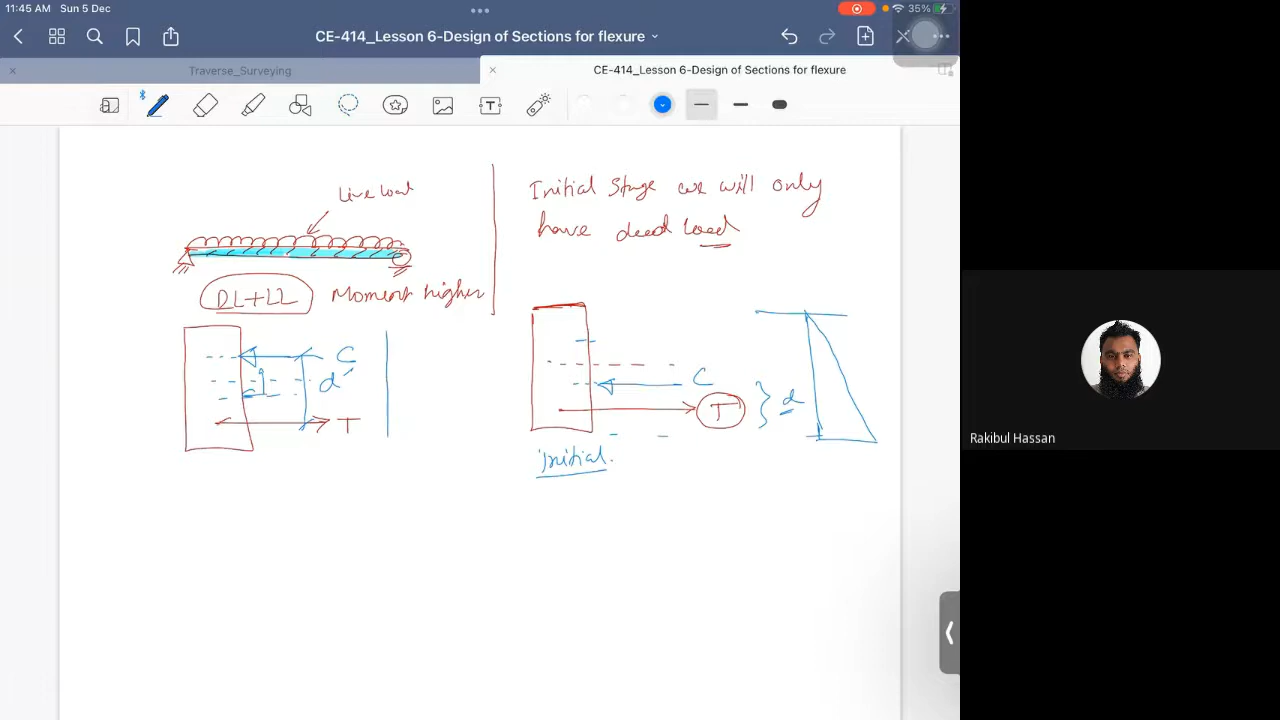 11:45 AM Sun 5 Dec
35%
CE-414_Lesson 6-Design of Sections for flexure
Traverse_Surveying
CE-414_Lesson 6-Design of Sections for flexure
T
Live load
Initial Stage we will only
have dead load
DL+LL Moment higher
C
d
T
C
T
d
initial.
Rakibul Hassan